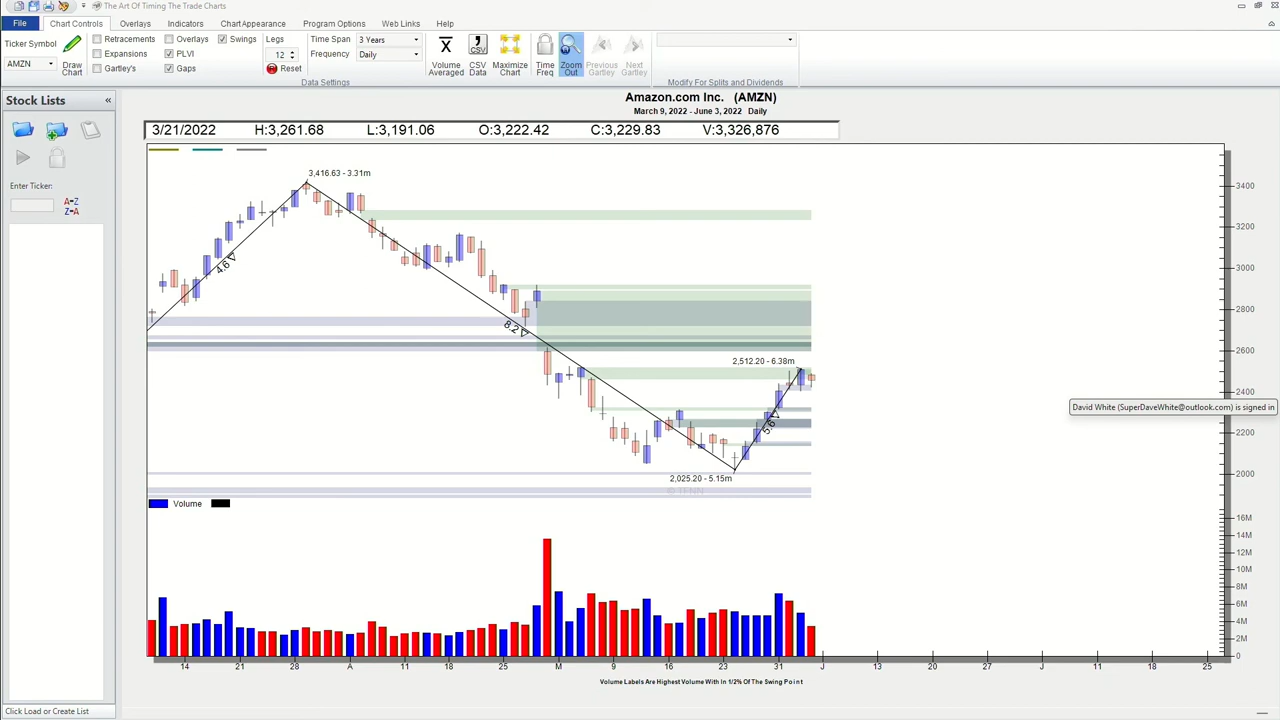 The Art Of Timing The Trade Charts
File Chart Controls Overlays Indicators Chart Appearance Program Options Web Links Help
Ticker Symbol
AMZN
Draw Chart
Retracements
Expansions
Gartley's
Overlays
PLVI
Gaps
Swings
Legs
12
Reset
Time Span 3 Years
Frequency Daily
Data Settings
Volume Averaged
CSV Data
Maximize Chart
Time Freq
Zoom Out
Previous Gartley
Next Gartley
Modify For Splits and Dividends
Stock Lists «
Enter Ticker:
A-Z
Z-A
Click Load or Create List
Amazon.com Inc. (AMZN)
March 9, 2022 - June 3, 2022 Daily
3/21/2022 H:3,261.68 L:3,191.06 O:3,222.42 C:3,229.83 V:3,326,876
3,416.63 - 3.31m
4.6
8.2
2,512.20 - 6.38m
5.6
2,025.20 - 5.15m
© TFNN
3400
3200
3000
2800
2600
2400
2200
2000
David White (SuperDaveWhite@outlook.com) is signed in
Volume
16M
14M
12M
10M
8M
6M
4M
2M
0
14 21 28 A 11 18 25 M 9 16 23 31 J 13 20 27 J 11 18 25
Volume Labels Are Highest Volume With In 1/2% Of The Swing Point